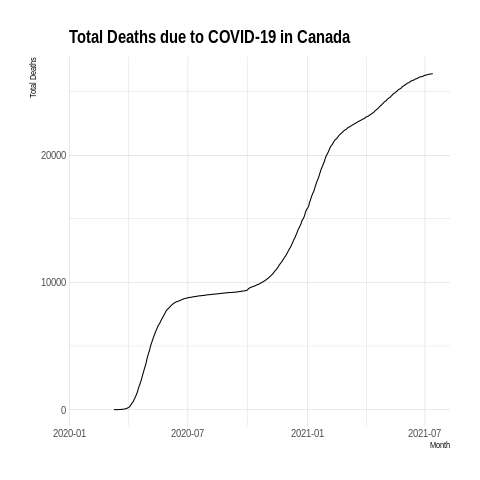 Total Deaths due to COVID-19 in Canada
Total Deaths
20000
10000
0
2020-01 2020-07 2021-01 2021-07
Month